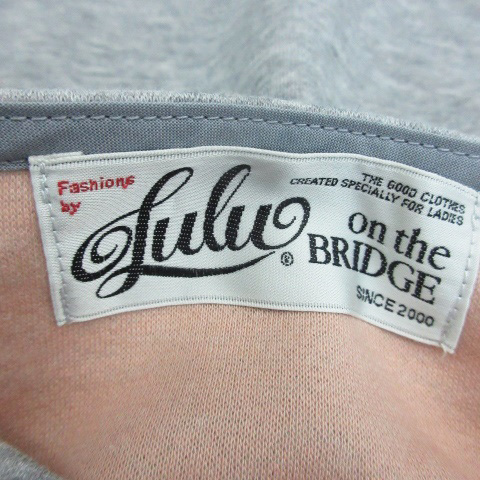 Fashions
by
Lulu ®
THE GOOD CLOTHES
CREATED SPECIALLY FOR LADIES
on the
BRIDGE
SINCE 2000